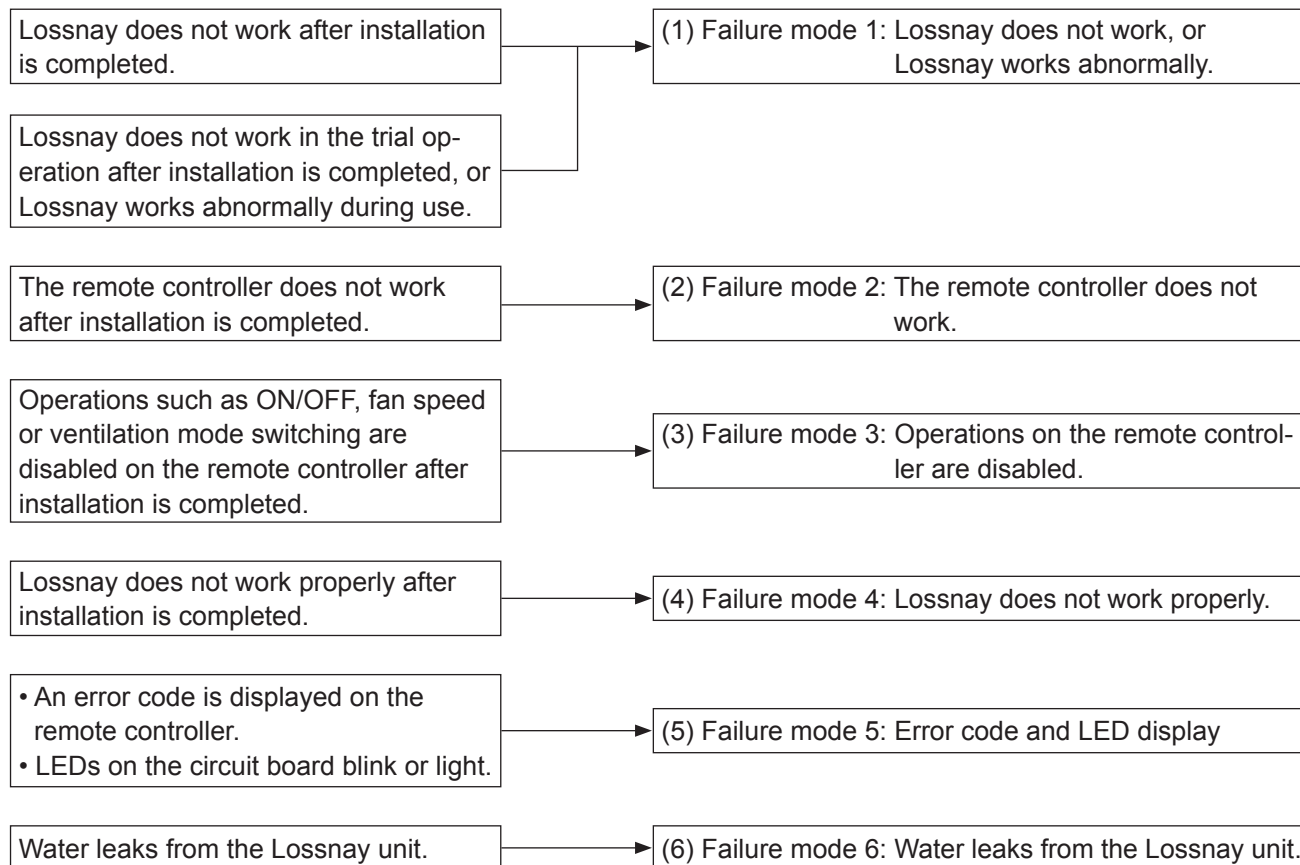 Lossnay does not work after installation
is completed.
(1) Failure mode 1: Lossnay does not work, or
Lossnay works abnormally.
Lossnay does not work in the trial op-
eration after installation is completed, or
Lossnay works abnormally during use.
The remote controller does not work
after installation is completed.
(2) Failure mode 2: The remote controller does not
work.
Operations such as ON/OFF, fan speed
or ventilation mode switching are
disabled on the remote controller after
installation is completed.
(3) Failure mode 3: Operations on the remote control-
ler are disabled.
Lossnay does not work properly after
installation is completed.
(4) Failure mode 4: Lossnay does not work properly.
• An error code is displayed on the
remote controller.
• LEDs on the circuit board blink or light.
(5) Failure mode 5: Error code and LED display
Water leaks from the Lossnay unit.
(6) Failure mode 6: Water leaks from the Lossnay unit.